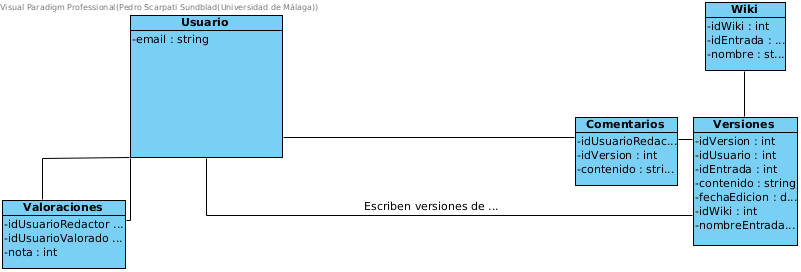 Visual Paradigm Professional(Pedro Scarpati Sundblad(Universidad de Málaga))
Usuario
-email : string
Wiki
-idWiki : int
-idEntrada : ...
-nombre : st...
Comentarios
-idUsuarioRedac...
-idVersion : int
-contenido : stri...
Versiones
-idVersion : int
-idUsuario : int
-idEntrada : int
-contenido : string
-fechaEdicion : d...
-idWiki : int
-nombreEntrada...
Valoraciones
-idUsuarioRedactor ...
-idUsuarioValorado ...
-nota : int
Escriben versiones de ...